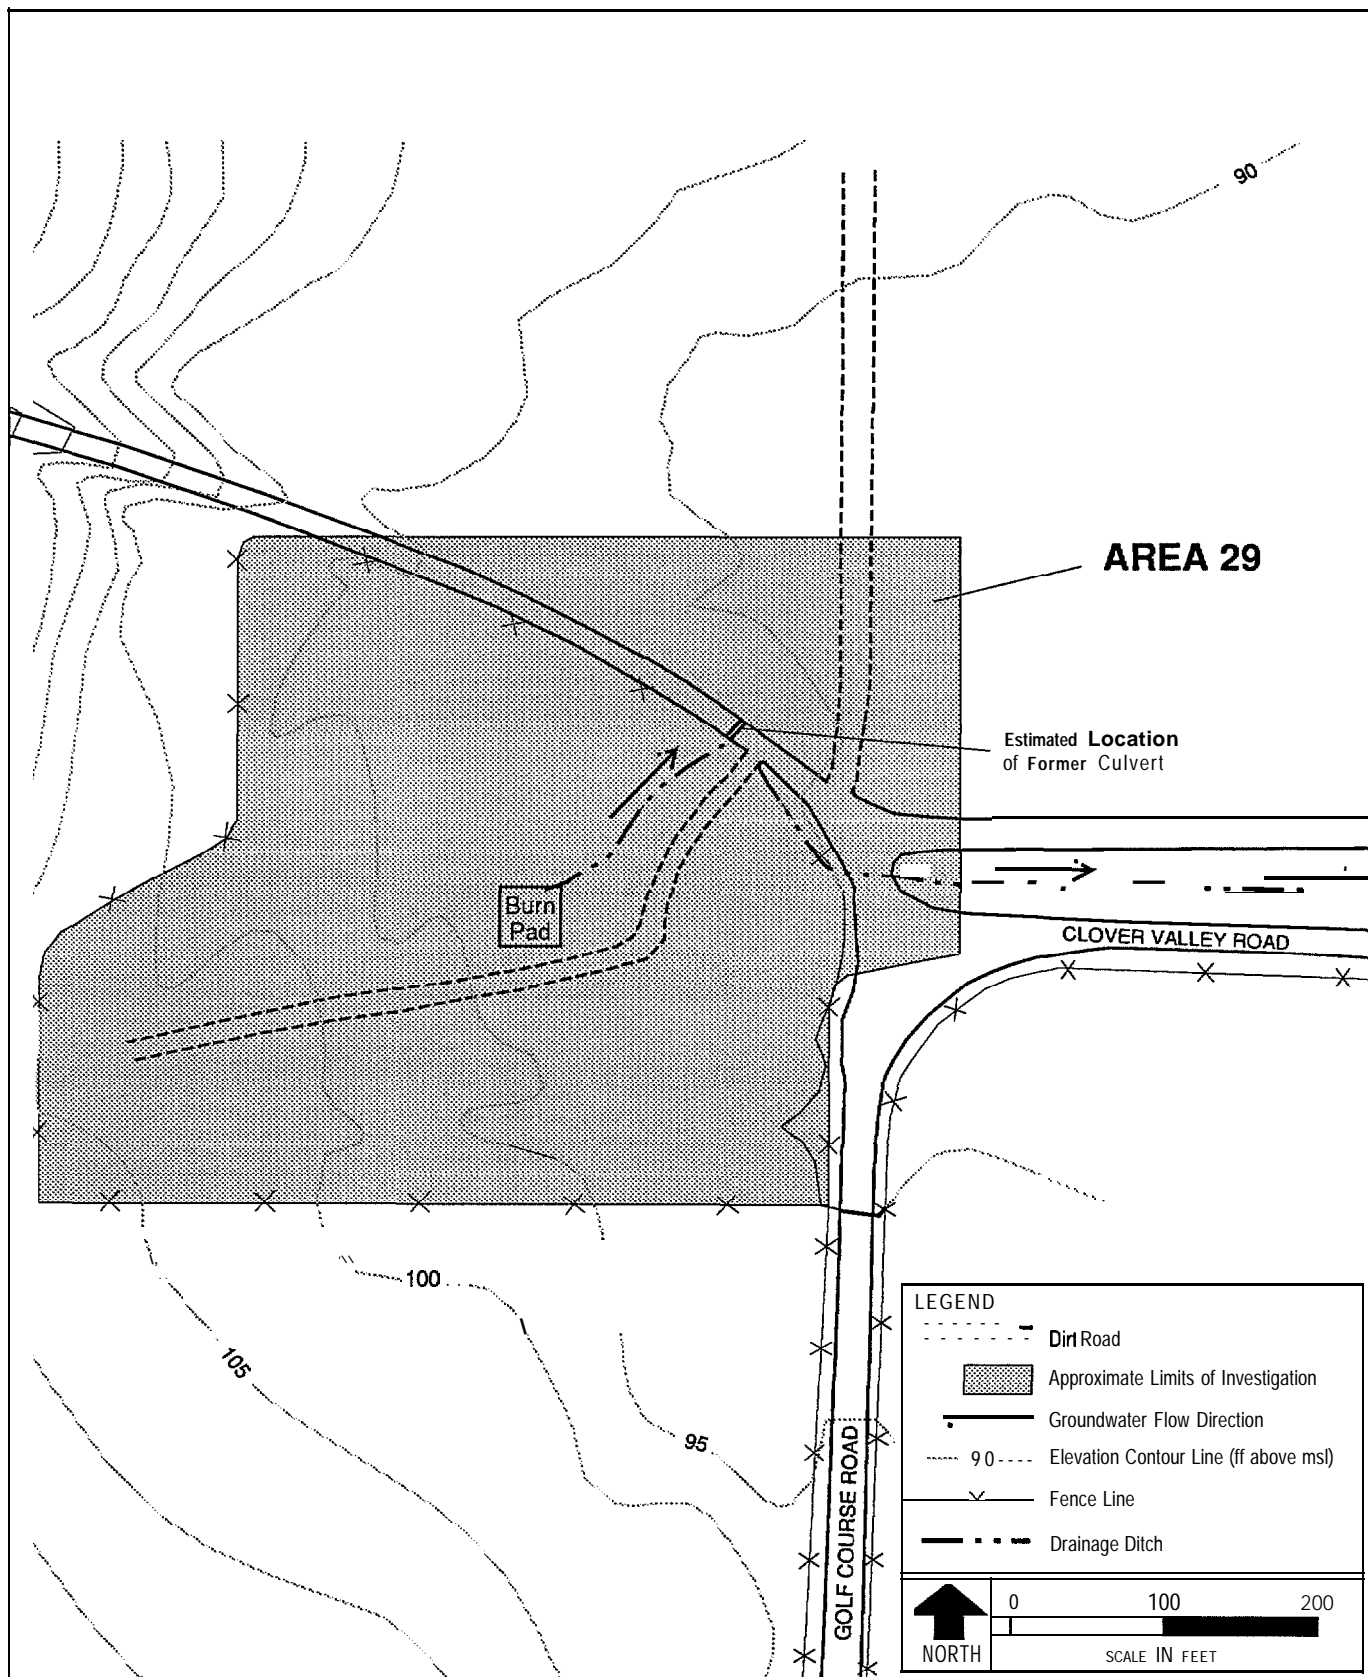 90
AREA 29
Estimated Location
of Former Culvert
Burn
Pad
CLOVER VALLEY ROAD
100
105
95
GOLF COURSE ROAD
LEGEND
Dirt Road
Approximate Limits of Investigation
Groundwater Flow Direction
90 Elevation Contour Line (ff above msl)
Fence Line
Drainage Ditch
NORTH
0 100 200
SCALE IN FEET